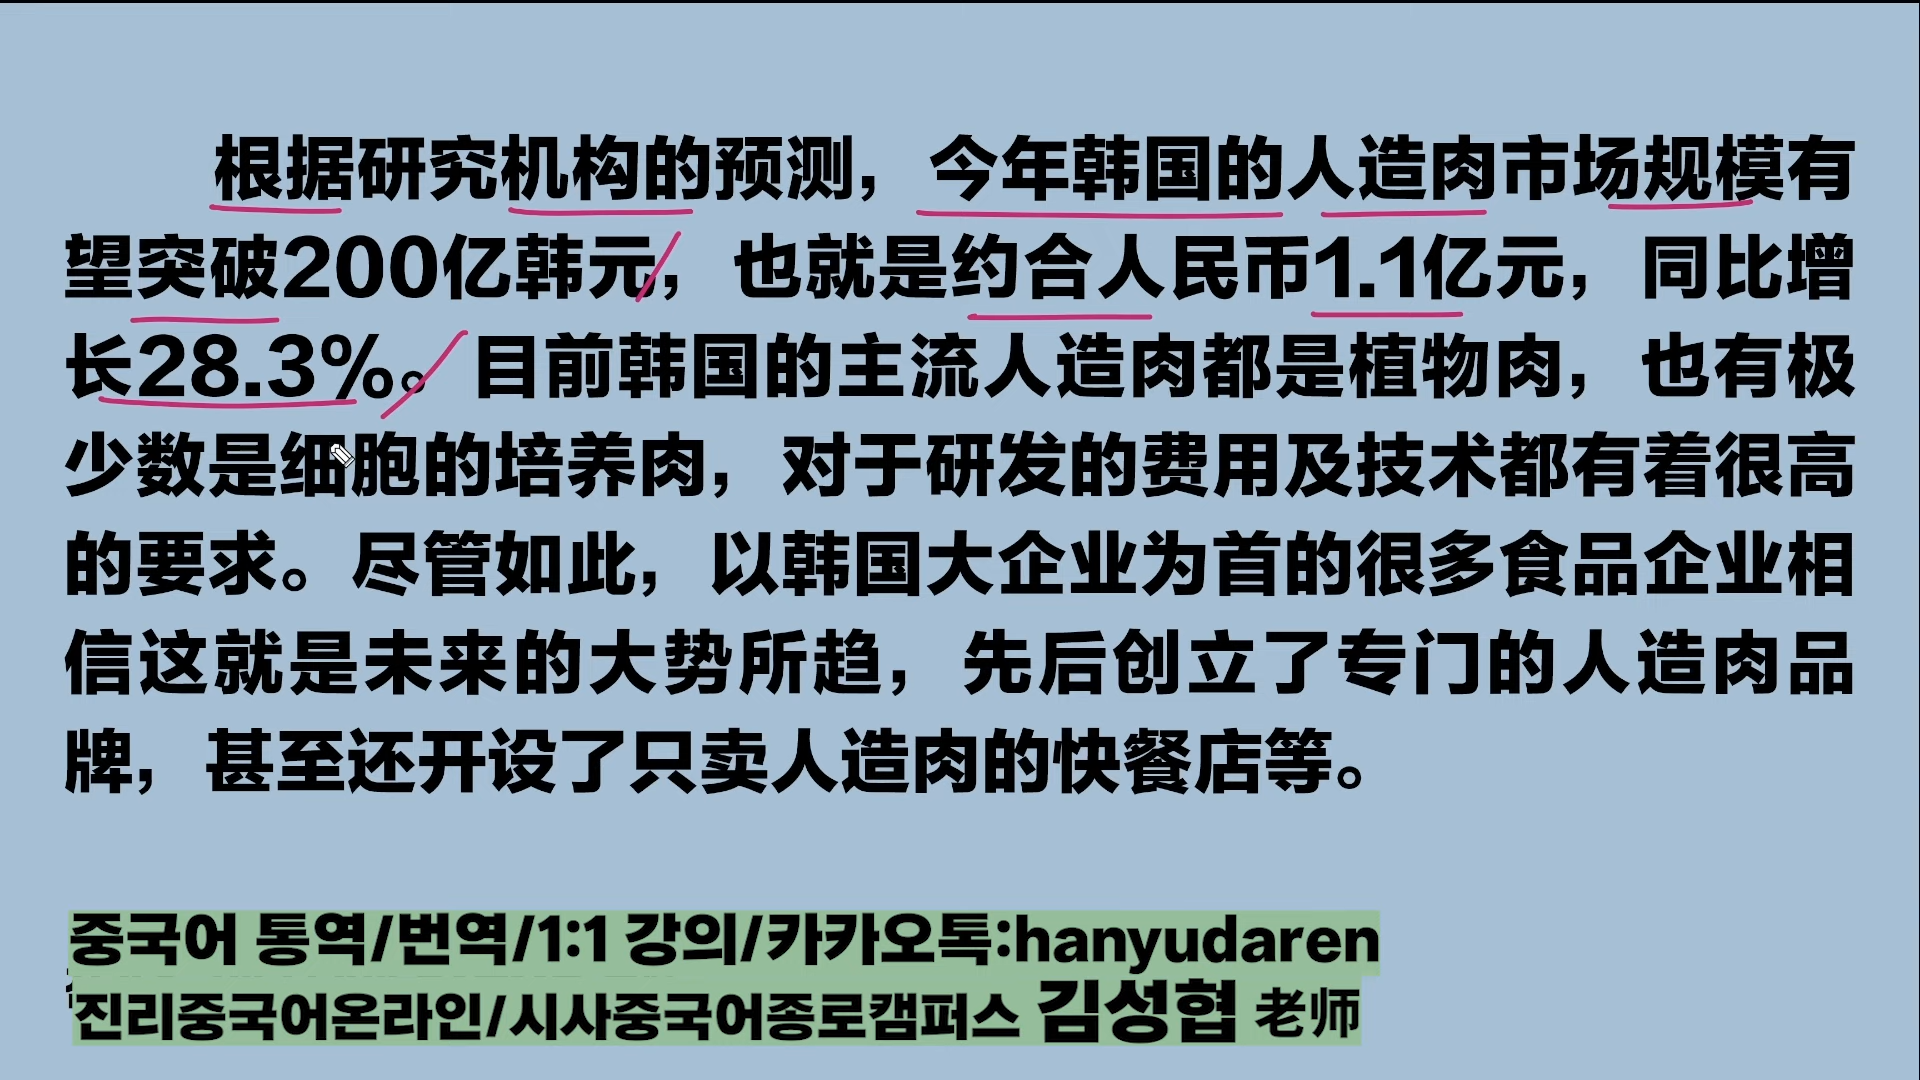 根据研究机构的预测，今年韩国的人造肉市场规模有
望突破200亿韩元，也就是约合人民币1.1亿元，同比增
长28.3%。目前韩国的主流人造肉都是植物肉，也有极
少数是细胞的培养肉，对于研发的费用及技术都有着很高
的要求。尽管如此，以韩国大企业为首的很多食品企业相
信这就是未来的大势所趋，先后创立了专门的人造肉品
牌，甚至还开设了只卖人造肉的快餐店等。
중국어 통역/번역/1:1 강의/카카오톡:hanyudaren
진리중국어온라인/시사중국어종로캠퍼스 김성협 老师